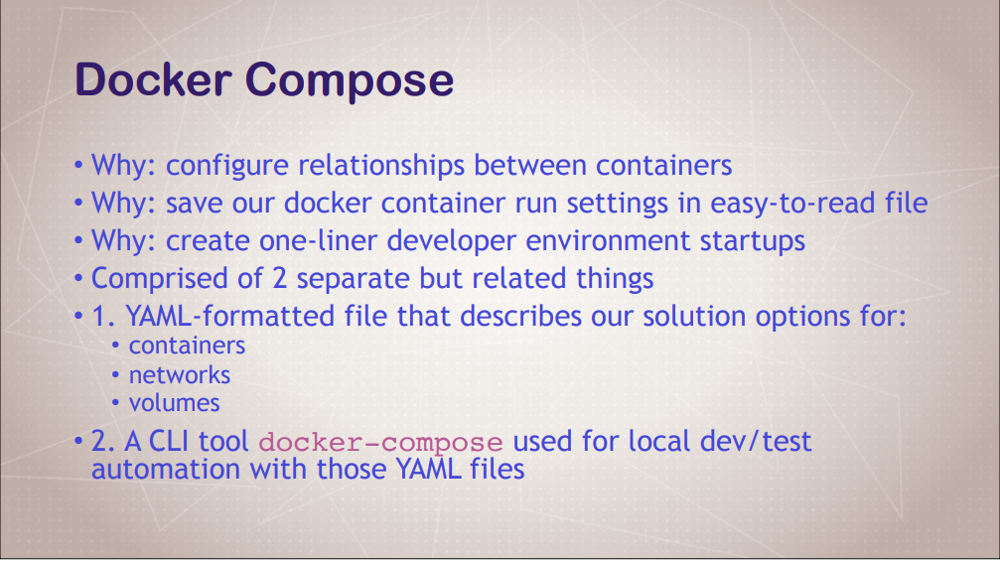 Docker Compose
• Why: configure relationships between containers
• Why: save our docker container run settings in easy-to-read file
• Why: create one-liner developer environment startups
• Comprised of 2 separate but related things
• 1. YAML-formatted file that describes our solution options for:
• containers
• networks
• volumes
• 2. A CLI tool docker-compose used for local dev/test
automation with those YAML files